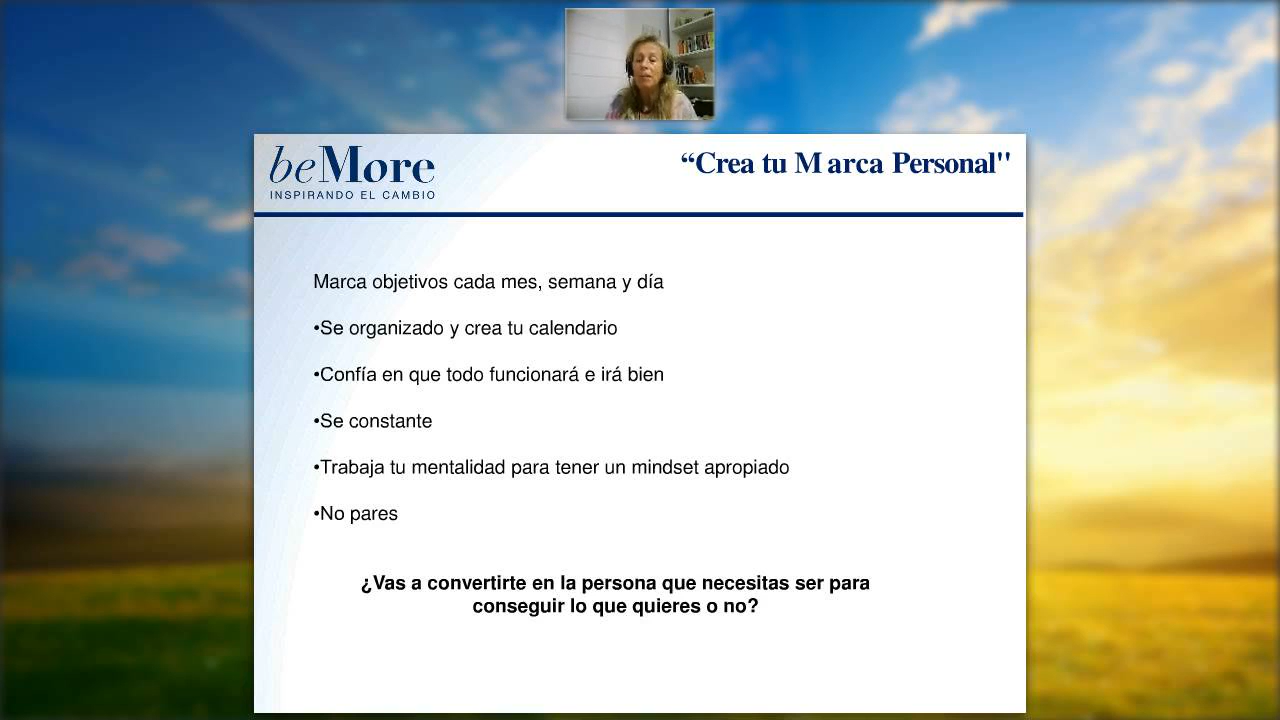 beMore
INSPIRANDO EL CAMBIO
“Crea tu Marca Personal"
Marca objetivos cada mes, semana y día
•Se organizado y crea tu calendario
•Confía en que todo funcionará e irá bien
•Se constante
•Trabaja tu mentalidad para tener un mindset apropiado
•No pares
¿Vas a convertirte en la persona que necesitas ser para
conseguir lo que quieres o no?